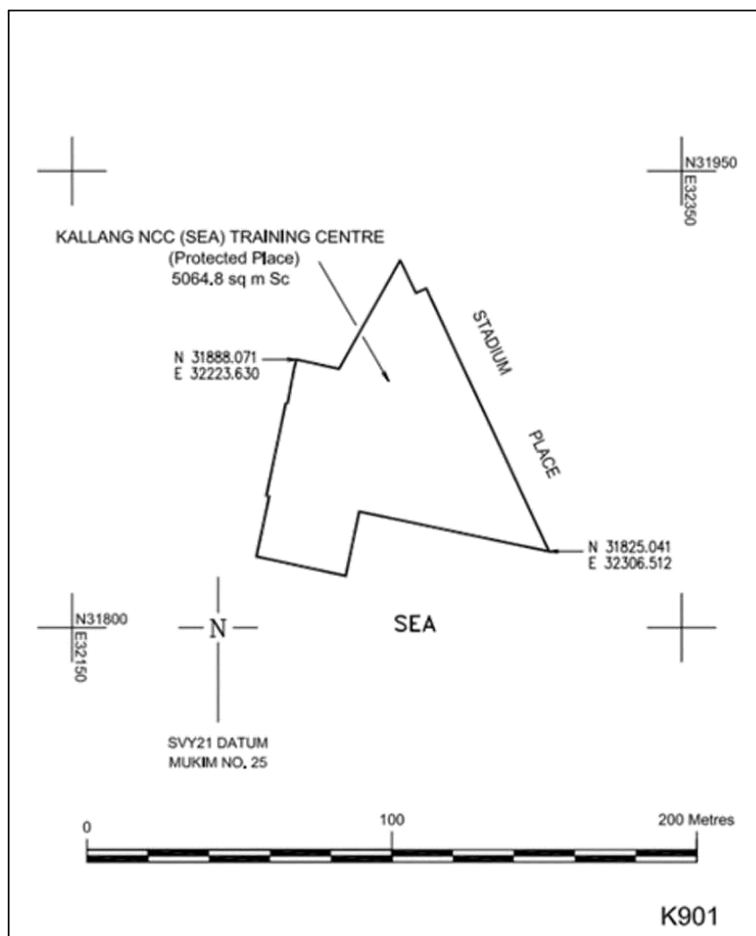 N31950
E32350
KALLANG NCC (SEA) TRAINING CENTRE
(Protected Place)
5064.8 sq m Sc
STADIUM
PLACE
N 31888.071
E 32223.630
N 31825.041
E 32306.512
N31800
E32150
SEA
N
SVY21 DATUM
MUKIM NO. 25
0
100
200 Metres
K901